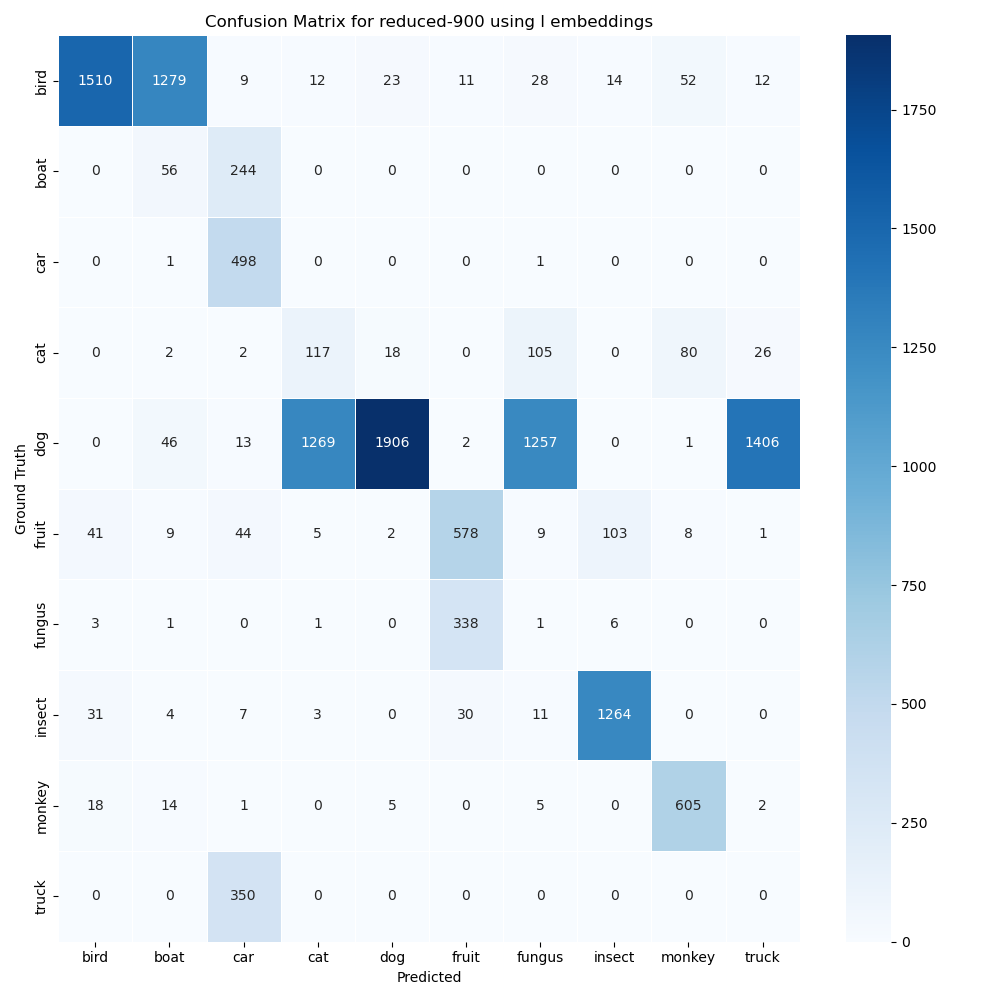 Confusion Matrix for reduced-900 using l embeddings
bird 1510 1279 9 12 23 11 28 14 52 12
boat 0 56 244 0 0 0 0 0 0 0
car 0 1 498 0 0 0 1 0 0 0
cat 0 2 2 117 18 0 105 0 80 26
dog 0 46 13 1269 1906 2 1257 0 1 1406
fruit 41 9 44 5 2 578 9 103 8 1
fungus 3 1 0 1 0 338 1 6 0 0
insect 31 4 7 3 0 30 11 1264 0 0
monkey 18 14 1 0 5 0 5 0 605 2
truck 0 0 350 0 0 0 0 0 0 0
bird boat car cat dog fruit fungus insect monkey truck
Predicted
Ground Truth
1750
1500
1250
1000
750
500
250
0